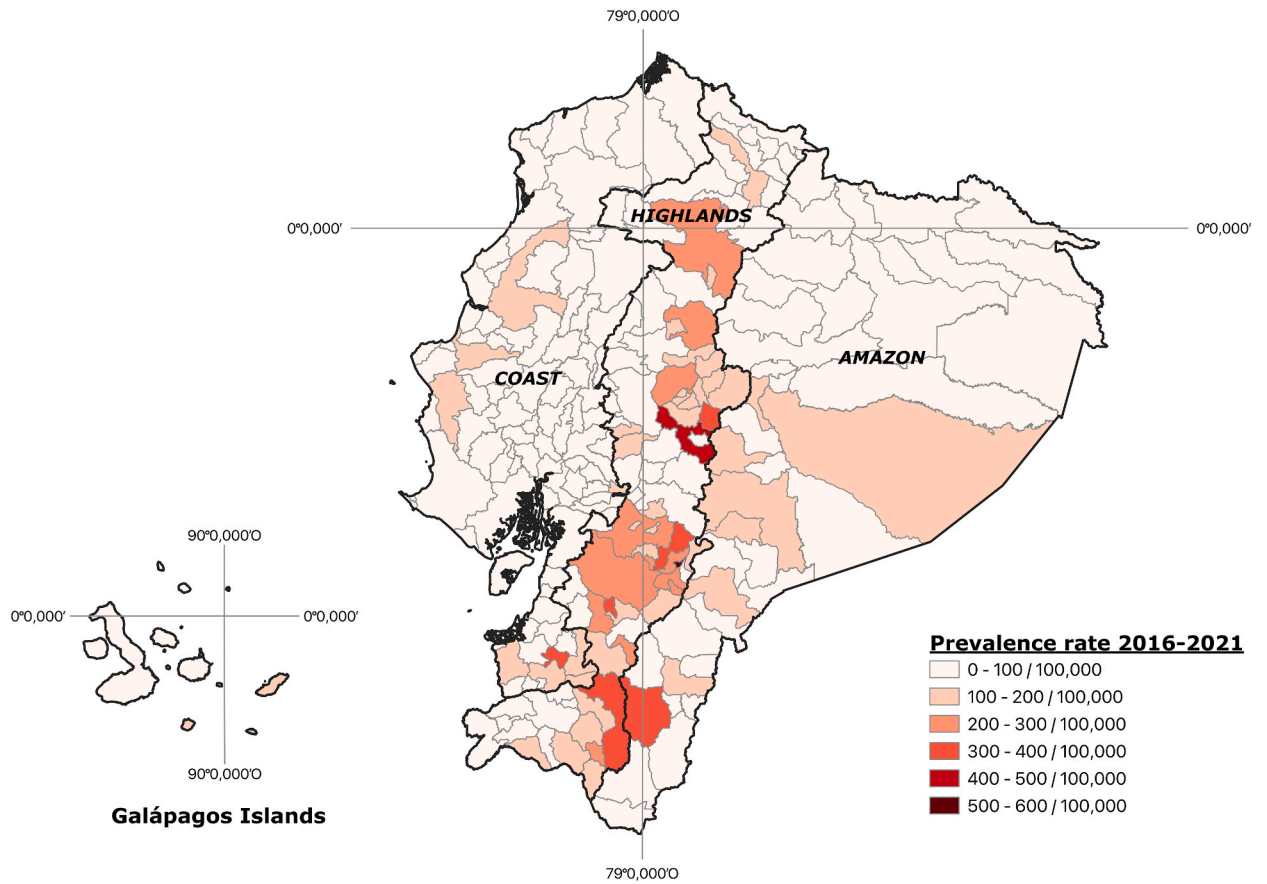 79°0,000′O
HIGHLANDS
0°0,000′
0°0,000′
AMAZON
COAST
90°0,000′O
0°0,000′
0°0,000′
90°0,000′O
Galápagos Islands
Prevalence rate 2016-2021
0 - 100 / 100,000
100 - 200 / 100,000
200 - 300 / 100,000
300 - 400 / 100,000
400 - 500 / 100,000
500 - 600 / 100,000
79°0,000′O